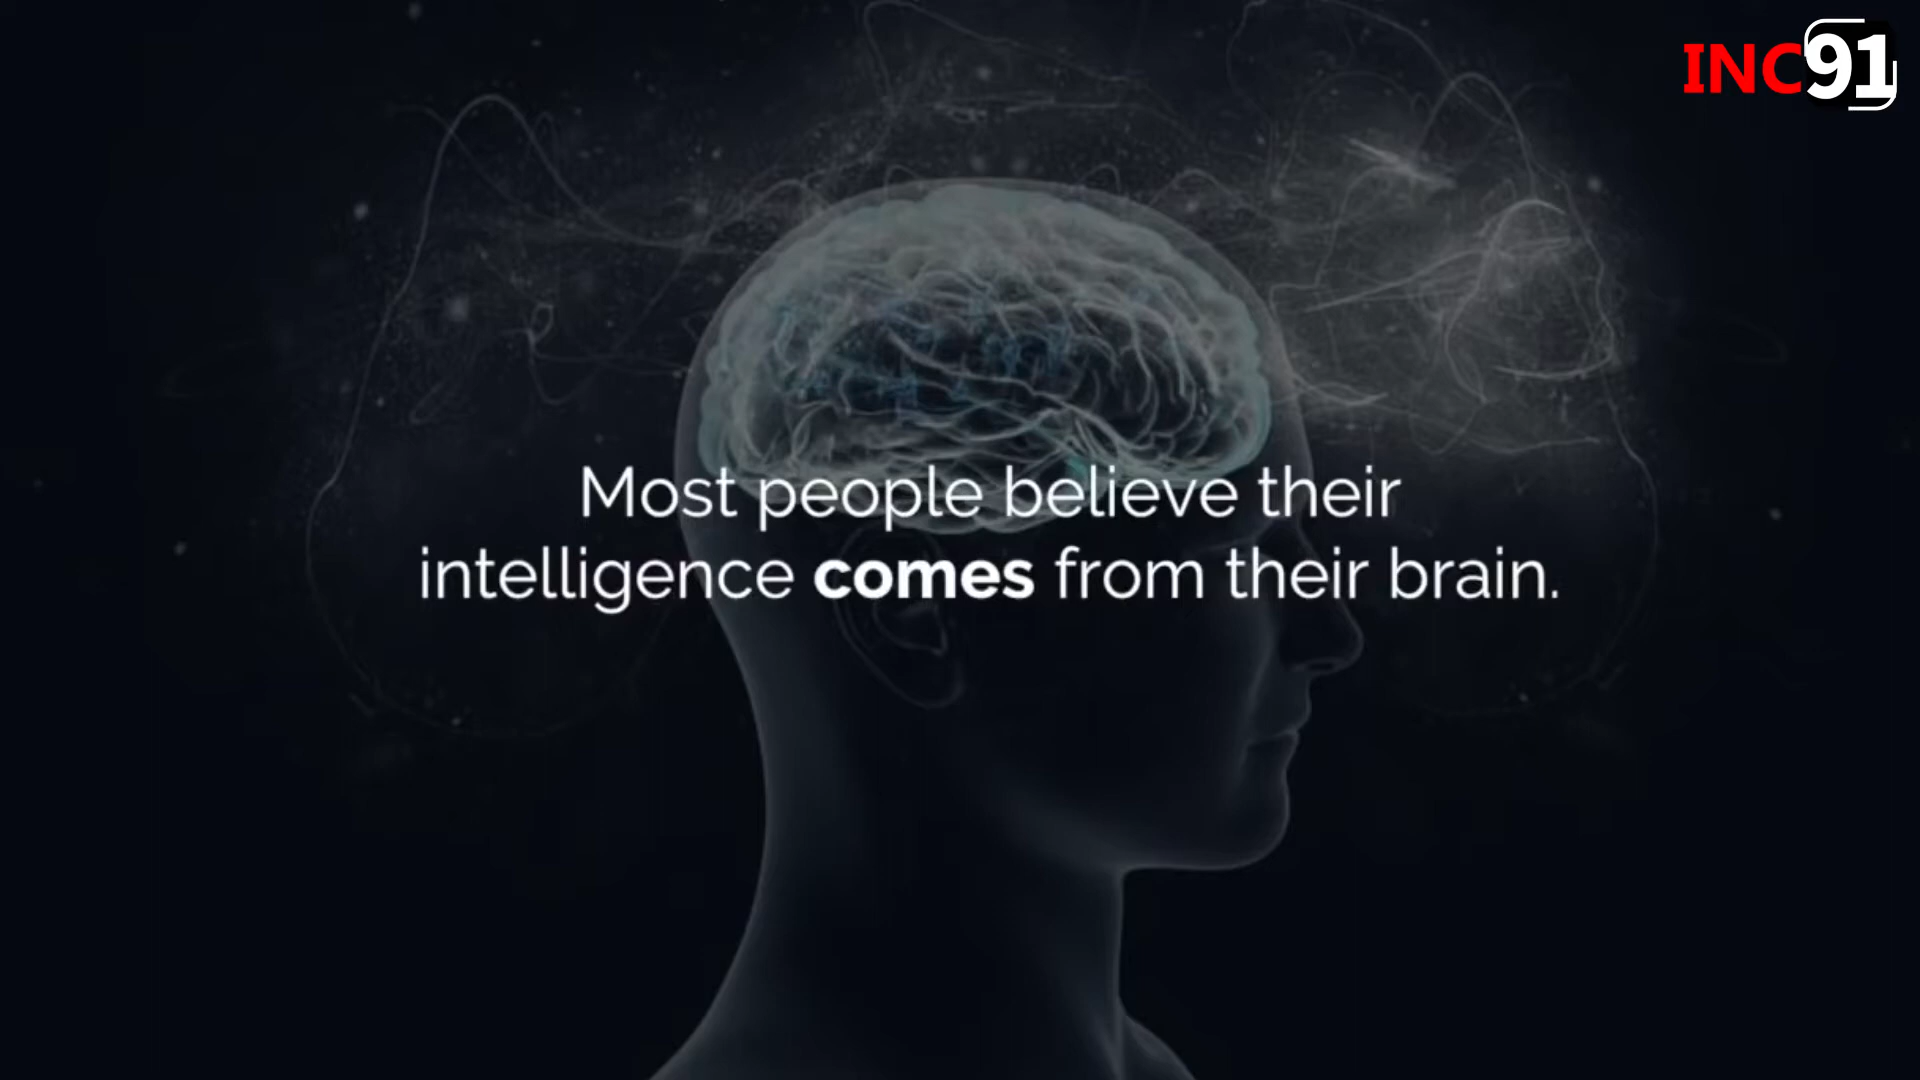 INC91
Most people believe their
intelligence comes from their brain.